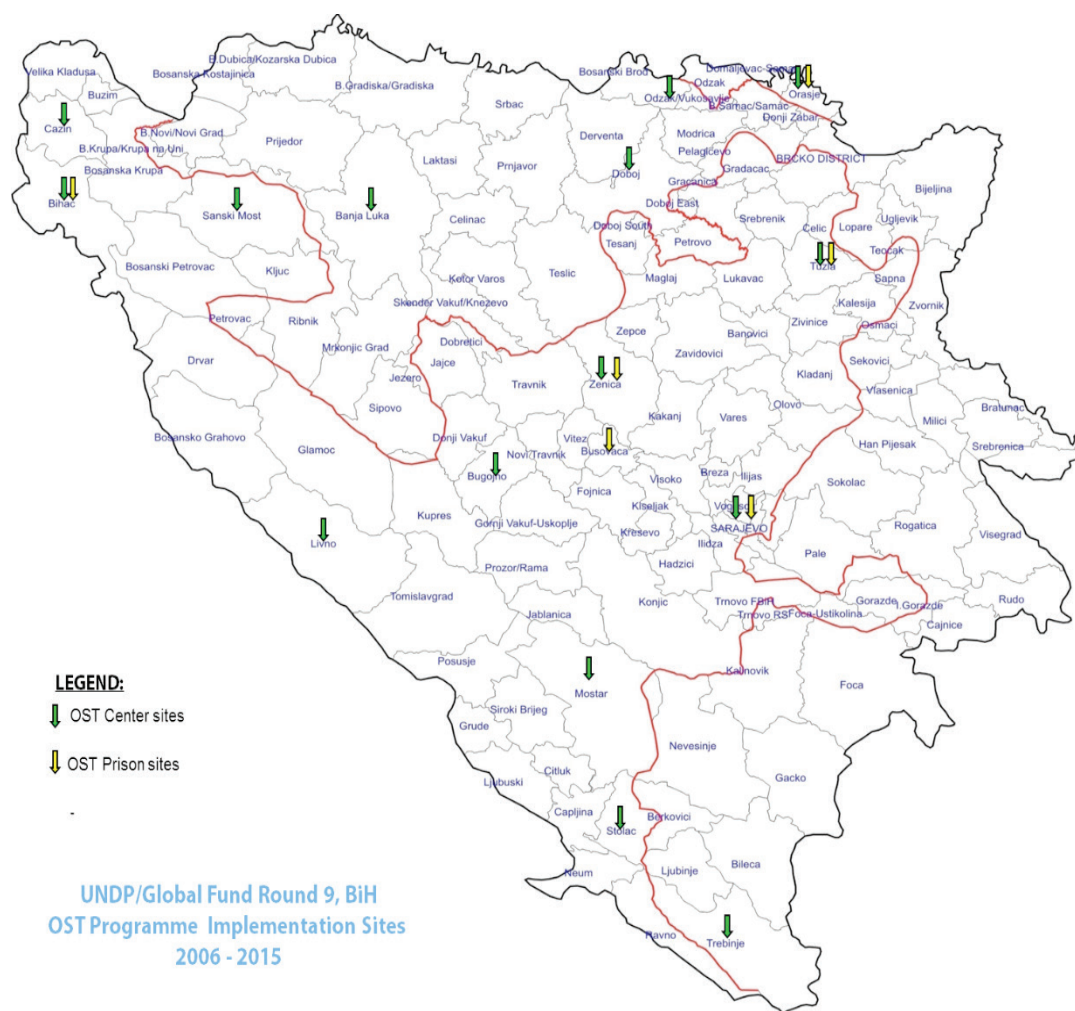 Velika Kladusa
Buzim
Cazin
B.Krupa/Krupa na Uni
Bosanska Krupa
Bihac
B.Dubica/Kozarska Dubica
Bosanska Kostajinica
B.Gradiska/Gradiska
B.Novi/Novi Grad
Prijedor
Sanski Most
Banja Luka
Laktasi
Srbac
Prnjavor
Celinac
Bosanski Brod
Derventa
Doboj
Odzak
Odzak/Vukosavlje
Orasje
B.Samac/Samac
Donji Zabar
Modrica
Pelagicevo
Gradacac
BRCKO DISTRICT
Gracanica
Doboj East
Bijeljina
Srebrenik
Celic
Lopare
Ugljevik
Teocak
Doboj South
Tesanj
Petrovo
Tuzla
Sapna
Bosanski Petrovac
Kljuc
Kotor Varos
Teslic
Maglaj
Lukavac
Kalesija
Zvornik
Skender Vakuf/Knezevo
Petrovac
Ribnik
Mrkonjic Grad
Dobretici
Jajce
Zepce
Banovici
Zivinice
Osmaci
Drvar
Jezero
Sipovo
Travnik
Zenica
Zavidovici
Kladanj
Sekovici
Vlasenica
Milici
Bratunac
Srebrenica
Bosansko Grahovo
Glamoc
Donji Vakuf
Bugojno
Novi Travnik
Vitez
Busovaca
Kakanj
Vares
Olovo
Han Pijesak
Breza
Ilijas
Visoko
Fojnica
Sokolac
Kupres
Gornji Vakuf-Uskoplje
Kiseljak
Kresevo
SARAJEVO
Ilidza
Rogatica
Visegrad
Livno
Prozor/Rama
Hadzici
Pale
Tomislavgrad
Jablanica
Konjic
Trnovo FBiH
Trnovo RS
Foca-Ustikolina
Gorazde
Cajnice
Rudo
Posusje
Mostar
Kalinovik
Foca
Siroki Brijeg
Grude
Nevesinje
Ljubuski
Citluk
Gacko
Capljina
Stolac
Berkovici
Neum
Ljubinje
Bileca
Ravno
Trebinje
LEGEND:
OST Center sites
OST Prison sites
-
UNDP/Global Fund Round 9, BiH
OST Programme Implementation Sites
2006 - 2015